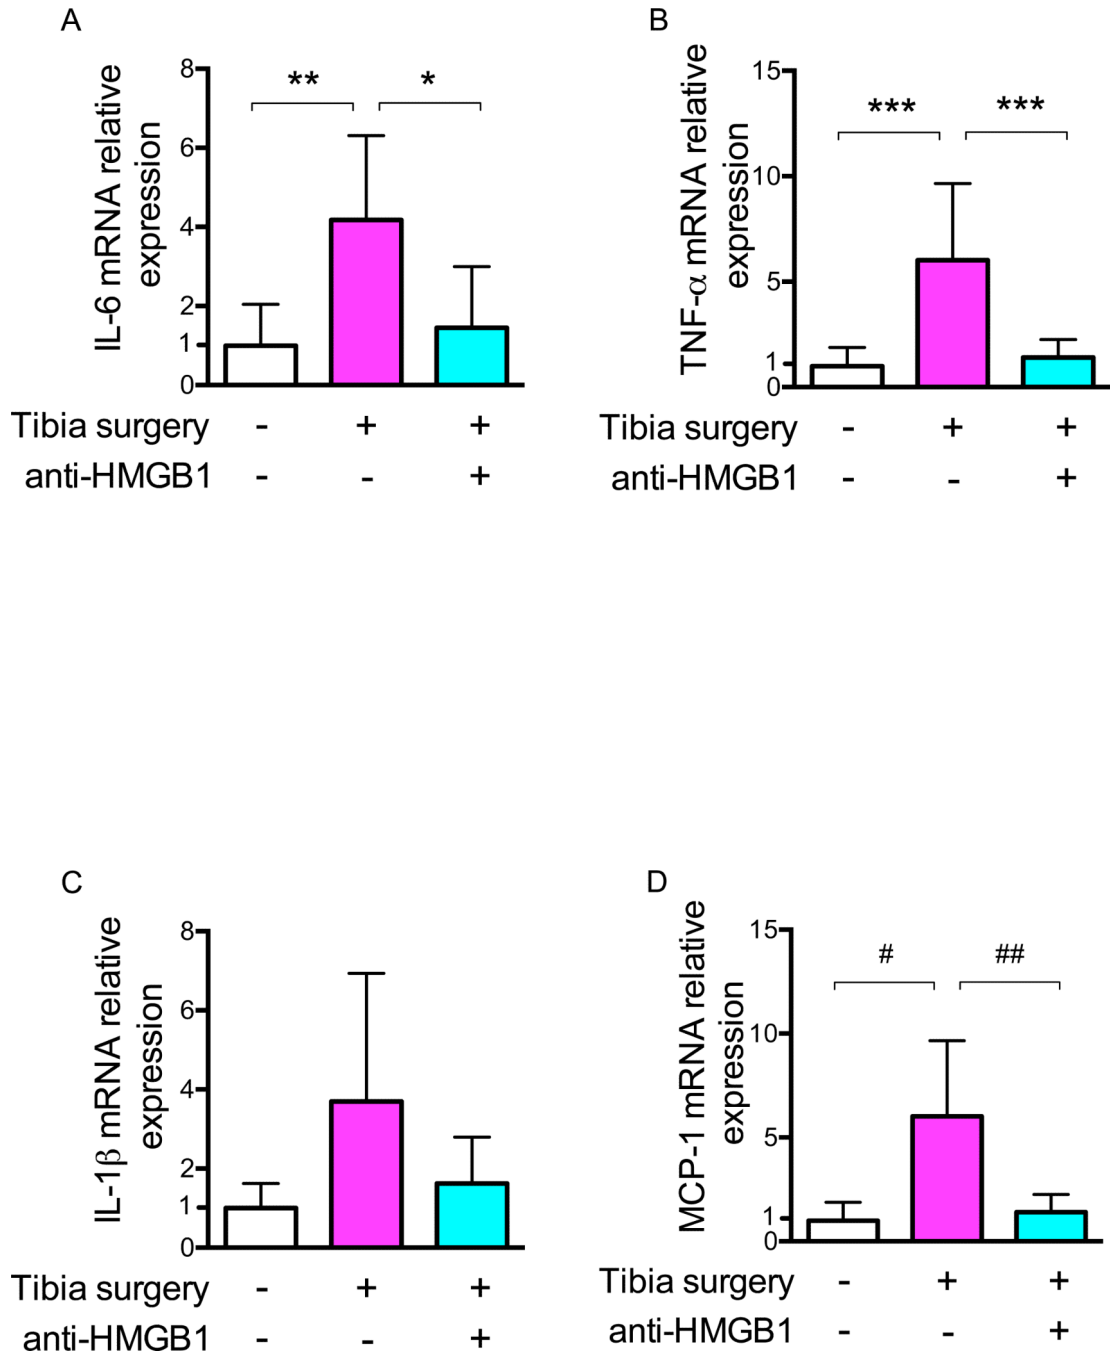 A
IL-6 mRNA relative
expression
8
6
4
2
1
0
** *
Tibia surgery - + +
anti-HMGB1 - - +
B
TNF-α mRNA relative
expression
15
10
5
1
0
*** ***
Tibia surgery - + +
anti-HMGB1 - - +
C
IL-1β mRNA relative
expression
8
6
4
2
1
0
Tibia surgery - + +
anti-HMGB1 - - +
D
MCP-1 mRNA relative
expression
15
10
5
1
0
# ##
Tibia surgery - + +
anti-HMGB1 - - +